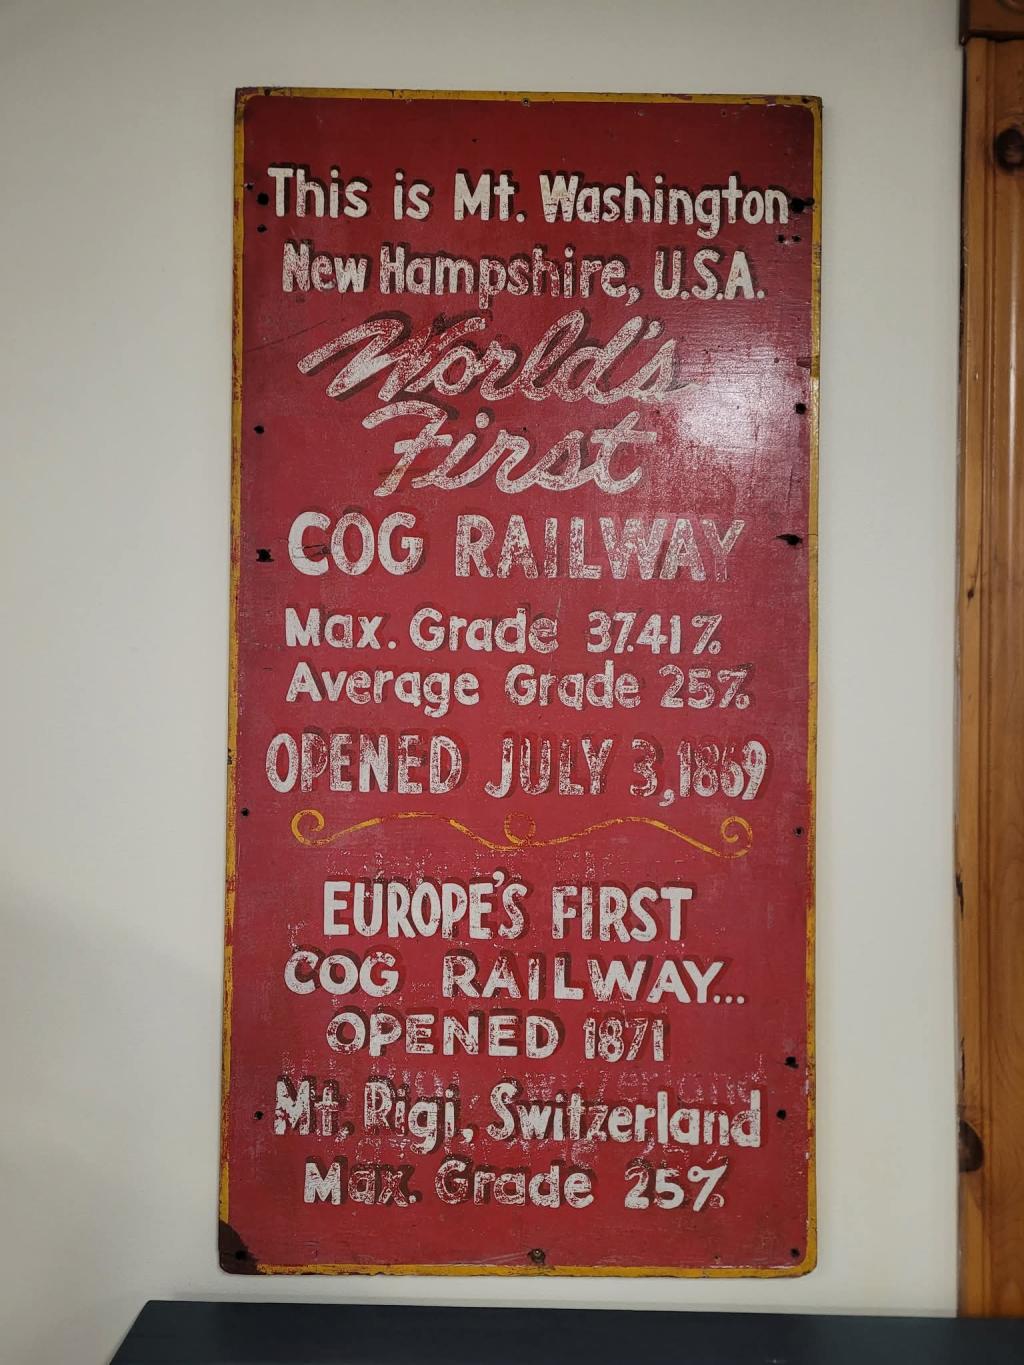 This is Mt. Washington
New Hampshire, U.S.A.
World's
First
COG RAILWAY
Max. Grade 37.41%
Average Grade 25%
OPENED JULY 3, 1869
EUROPE'S FIRST
COG RAILWAY...
OPENED 1871
Mt. Rigi, Switzerland
Max. Grade 25%